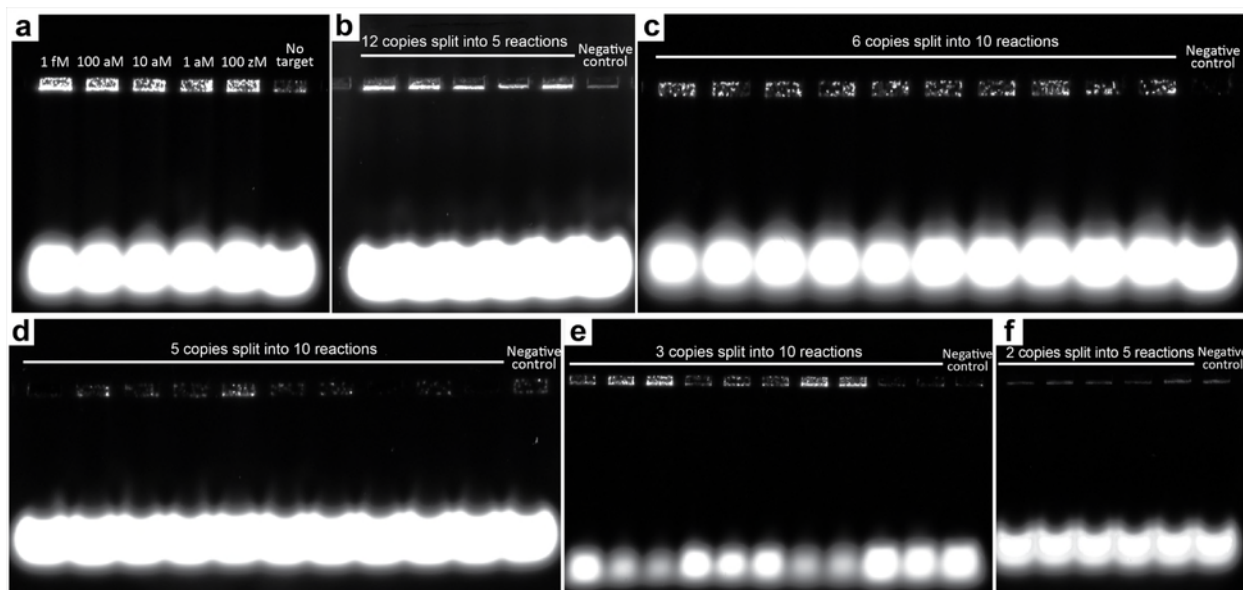 a
No
target
1 fM 100 aM 10 aM 1 aM 100 zM
b
12 copies split into 5 reactions
Negative
control
c
6 copies split into 10 reactions
Negative
control
d
5 copies split into 10 reactions
Negative
control
e
3 copies split into 10 reactions
Negative
control
f
2 copies split into 5 reactions
Negative
control